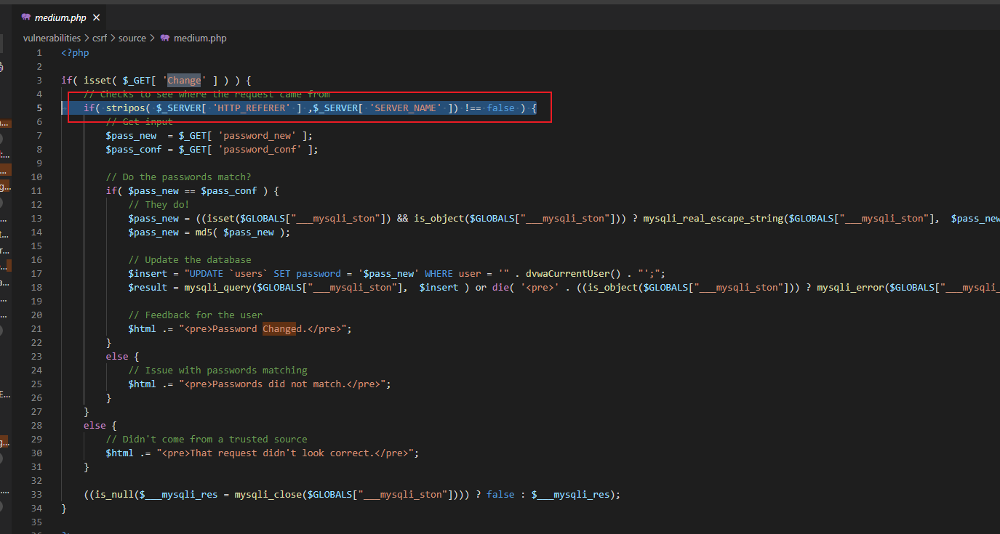 medium.php
vulnerabilities > csrf > source > medium.php
1 <?php
2
3 if( isset( $_GET[ 'Change' ] ) ) {
4 // Checks to see where the request came from
5 if( stripos( $_SERVER[ 'HTTP_REFERER' ] ,$_SERVER[ 'SERVER_NAME' ]) !== false ) {
6 // Get input
7 $pass_new  = $_GET[ 'password_new' ];
8 $pass_conf = $_GET[ 'password_conf' ];
9
10 // Do the passwords match?
11 if( $pass_new == $pass_conf ) {
12 // They do!
13 $pass_new = ((isset($GLOBALS["___mysqli_ston"]) && is_object($GLOBALS["___mysqli_ston"])) ? mysqli_real_escape_string($GLOBALS["___mysqli_ston"],  $pass_new
14 $pass_new = md5( $pass_new );
15
16 // Update the database
17 $insert = "UPDATE `users` SET password = '$pass_new' WHERE user = '" . dvwaCurrentUser() . "';";
18 $result = mysqli_query($GLOBALS["___mysqli_ston"],  $insert ) or die( '<pre>' . ((is_object($GLOBALS["___mysqli_ston"])) ? mysqli_error($GLOBALS["___mysqli_
19
20 // Feedback for the user
21 $html .= "<pre>Password Changed.</pre>";
22 }
23 else {
24 // Issue with passwords matching
25 $html .= "<pre>Passwords did not match.</pre>";
26 }
27 }
28 else {
29 // Didn't come from a trusted source
30 $html .= "<pre>That request didn't look correct.</pre>";
31 }
32
33 ((is_null($___mysqli_res = mysqli_close($GLOBALS["___mysqli_ston"]))) ? false : $___mysqli_res);
34 }
35